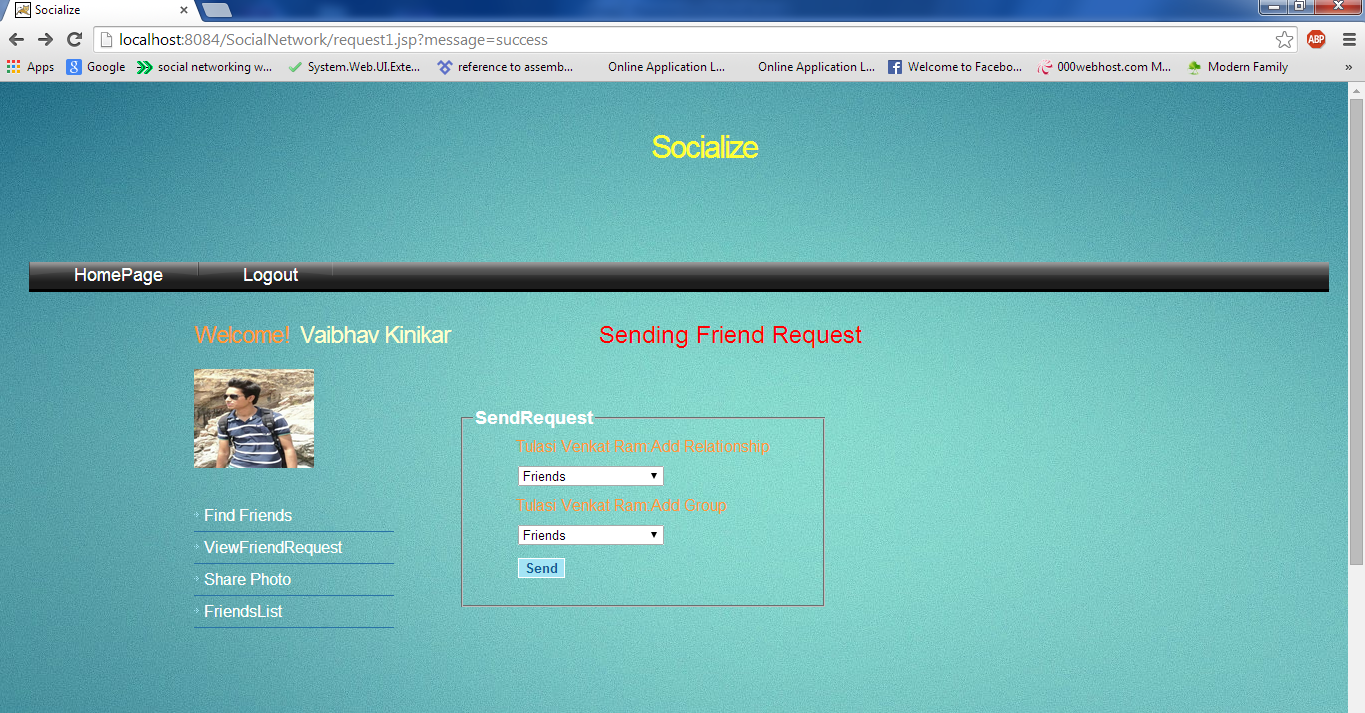 Socialize
localhost:8084/SocialNetwork/request1.jsp?message=success
ABP
Apps Google social networking w... System.Web.UI.Exte... reference to assemb... Online Application L... Online Application L... Welcome to Facebo... 000webhost.com M... Modern Family »
Socialize
HomePage Logout
Welcome! Vaibhav Kinikar
Sending Friend Request
SendRequest
Tulasi Venkat Ram:Add Relationship
Friends
Tulasi Venkat Ram:Add Group
Friends
Send
Find Friends
ViewFriendRequest
Share Photo
FriendsList